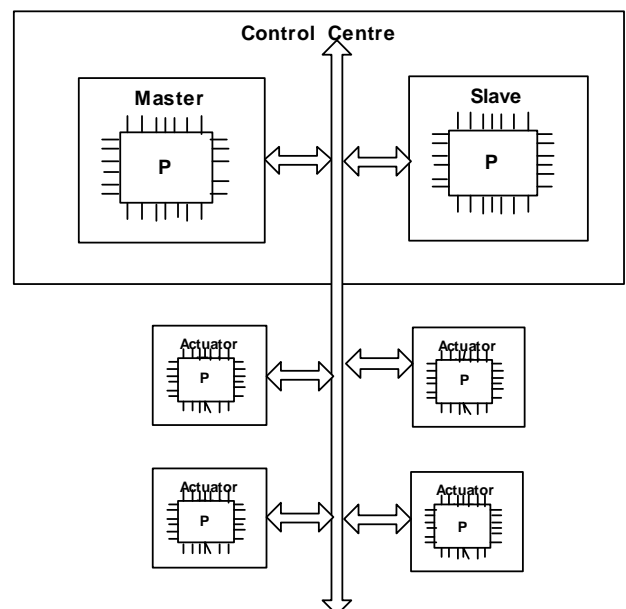 Control Centre
Master
Slave
P
P
Actuator
Actuator
P
P
Actuator
Actuator
P
P